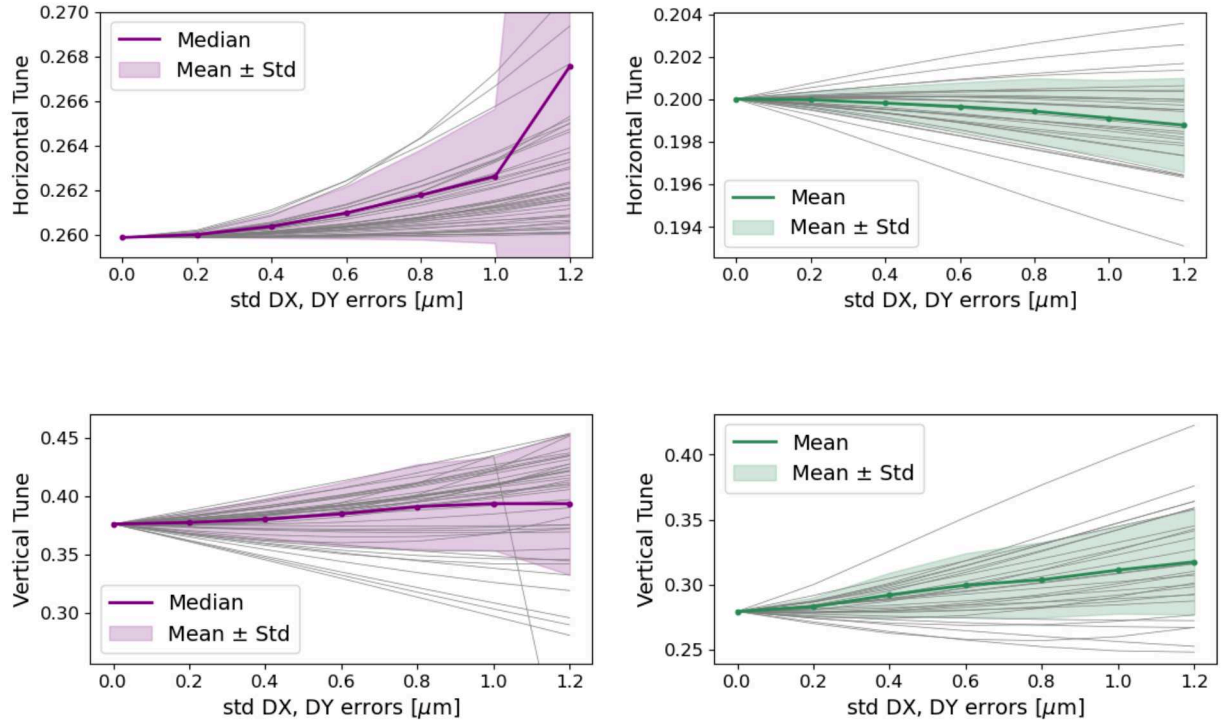 Horizontal Tune
0.270
0.268
0.266
0.264
0.262
0.260
Median
Mean ± Std
0.0 0.2 0.4 0.6 0.8 1.0 1.2
std DX, DY errors [μm]
Horizontal Tune
0.204
0.202
0.200
0.198
0.196
0.194
Mean
Mean ± Std
0.0 0.2 0.4 0.6 0.8 1.0 1.2
std DX, DY errors [μm]
Vertical Tune
0.45
0.40
0.35
0.30
Median
Mean ± Std
0.0 0.2 0.4 0.6 0.8 1.0 1.2
std DX, DY errors [μm]
Vertical Tune
0.40
0.35
0.30
0.25
Mean
Mean ± Std
0.0 0.2 0.4 0.6 0.8 1.0 1.2
std DX, DY errors [μm]